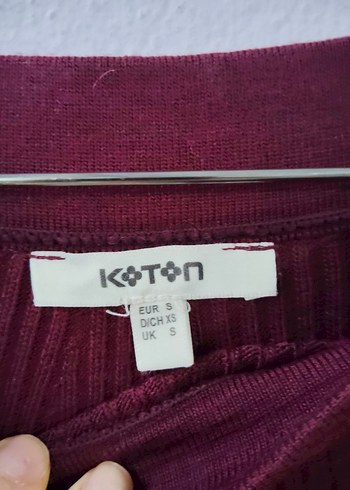 KOTON
EUR S
D/CH XS
UK S